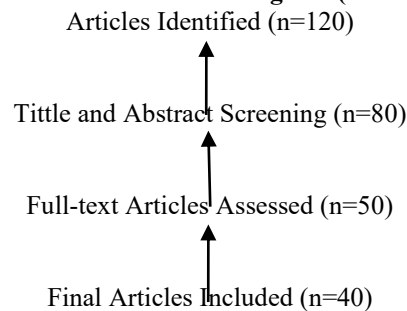 Articles Identified (n=120)
Tittle and Abstract Screening (n=80)
Full-text Articles Assessed (n=50)
Final Articles Included (n=40)